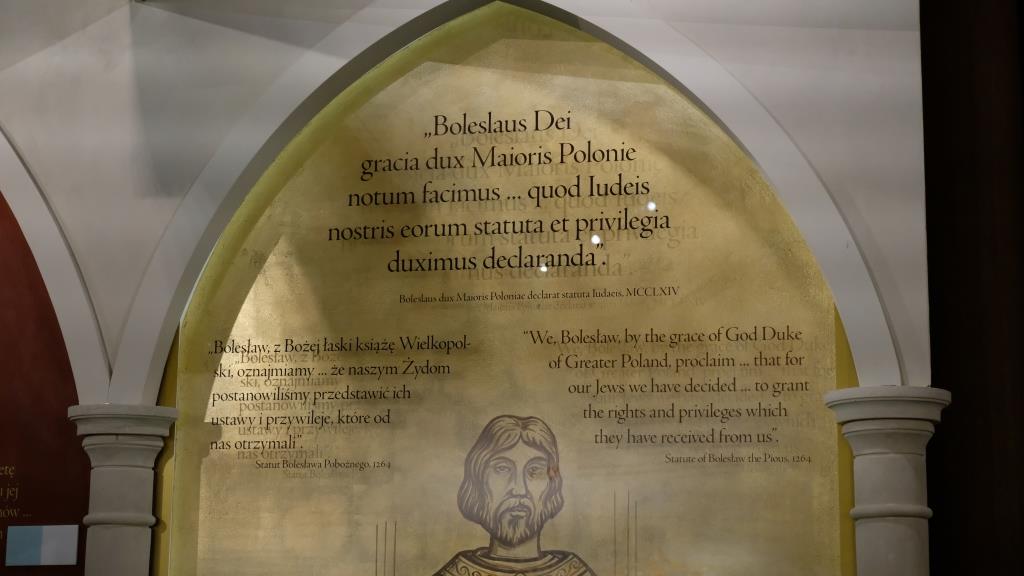 „Boleslaus Dei
gracia dux Maioris Polonie
notum facimus ... quod Iudeis
nostris eorum statuta et privilegia
duximus declaranda”.
Boleslaus dux Maioris Poloniae declarat statuta Iudaeis, MCCLXIV
„Bolesław, z Bożej łaski książę Wielkopol-
ski, oznajmiamy ... że naszym Żydom
postanowiliśmy przedstawić ich
ustawy i przywileje, które od
nas otrzymali”.
Statut Bolesława Pobożnego, 1264
“We, Bolesław, by the grace of God Duke
of Greater Poland, proclaim ... that for
our Jews we have decided ... to grant
the rights and privileges which
they have received from us”.
Statute of Bolesław the Pious, 1264
jej